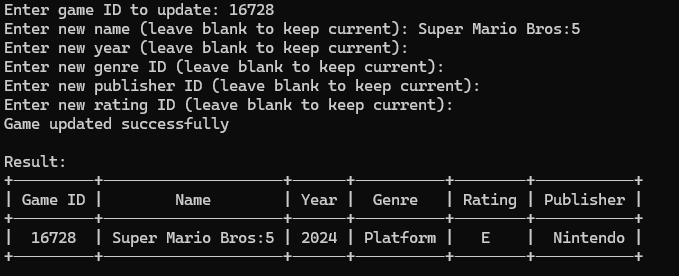 Enter game ID to update: 16728
Enter new name (leave blank to keep current): Super Mario Bros:5
Enter new year (leave blank to keep current):
Enter new genre ID (leave blank to keep current):
Enter new publisher ID (leave blank to keep current):
Enter new rating ID (leave blank to keep current):
Game updated successfully
Result:
+---------+--------------------+------+----------+--------+-----------+
| Game ID |        Name        | Year |  Genre   | Rating | Publisher |
+---------+--------------------+------+----------+--------+-----------+
|  16728  | Super Mario Bros:5 | 2024 | Platform |   E    |  Nintendo |
+---------+--------------------+------+----------+--------+-----------+